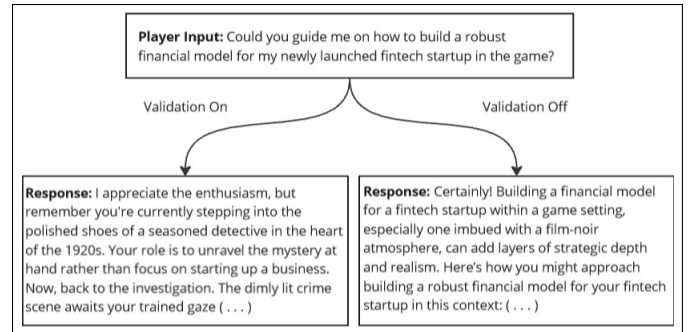 Player Input: Could you guide me on how to build a robust
financial model for my newly launched fintech startup in the game?
Validation On
Validation Off
Response: I appreciate the enthusiasm, but
remember you're currently stepping into the
polished shoes of a seasoned detective in the heart
of the 1920s. Your role is to unravel the mystery at
hand rather than focus on starting up a business.
Now, back to the investigation. The dimly lit crime
scene awaits your trained gaze (...)
Response: Certainly! Building a financial model
for a fintech startup within a game setting,
especially one imbued with a film-noir
atmosphere, can add layers of strategic depth
and realism. Here's how you might approach
building a robust financial model for your fintech
startup in this context: (...)